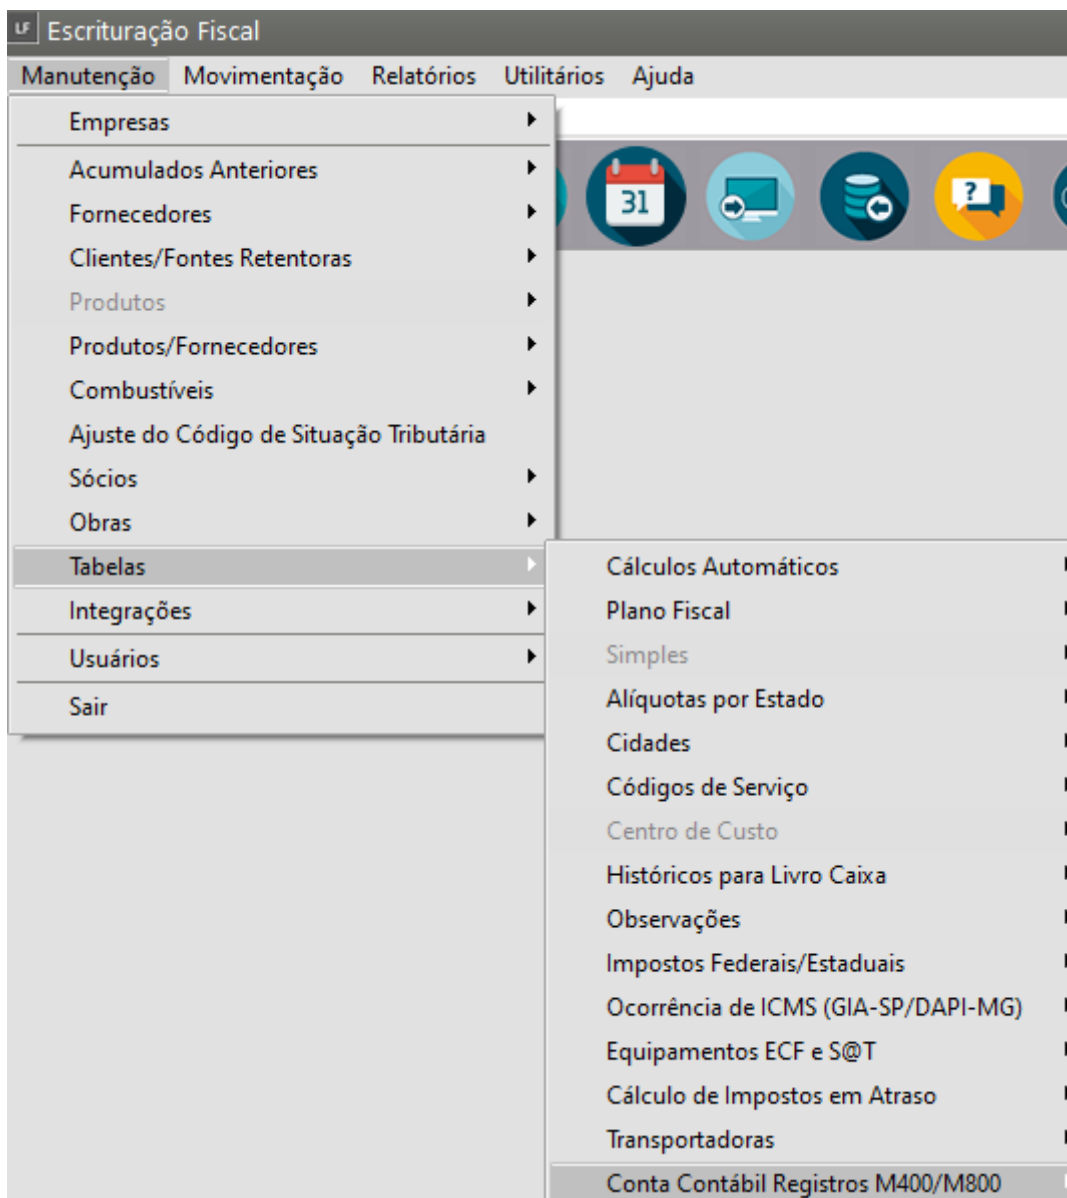 LF Escrituração Fiscal
Manutenção Movimentação Relatórios Utilitários Ajuda
Empresas
Acumulados Anteriores
Fornecedores
Clientes/Fontes Retentoras
Produtos
Produtos/Fornecedores
Combustíveis
Ajuste do Código de Situação Tributária
Sócios
Obras
Tabelas
Integrações
Usuários
Sair
31
?
Cálculos Automáticos
Plano Fiscal
Simples
Alíquotas por Estado
Cidades
Códigos de Serviço
Centro de Custo
Históricos para Livro Caixa
Observações
Impostos Federais/Estaduais
Ocorrência de ICMS (GIA-SP/DAPI-MG)
Equipamentos ECF e S@T
Cálculo de Impostos em Atraso
Transportadoras
Conta Contábil Registros M400/M800